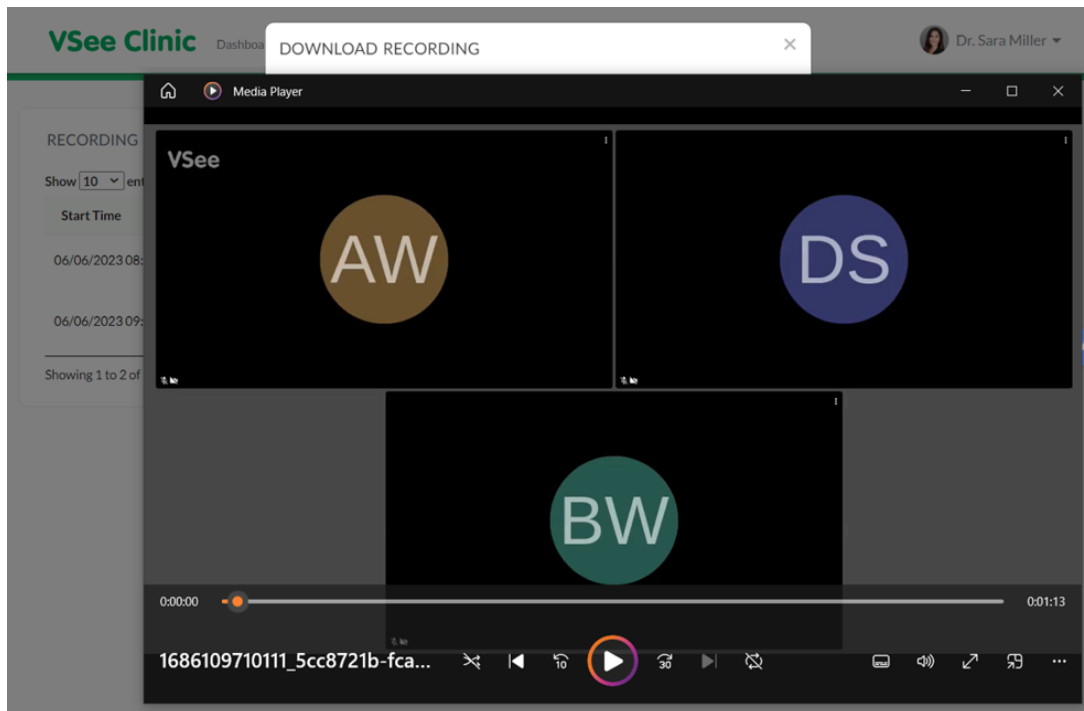 VSee Clinic Dashboa DOWNLOAD RECORDING × Dr. Sara Miller
Media Player
RECORDING
VSee
Show 10 ent
Start Time
AW DS
06/06/2023 08:
06/06/2023 09:
Showing 1 to 2 of
BW
0:00:00 0:01:13
1686109710111_5cc8721b-fca... 10 30